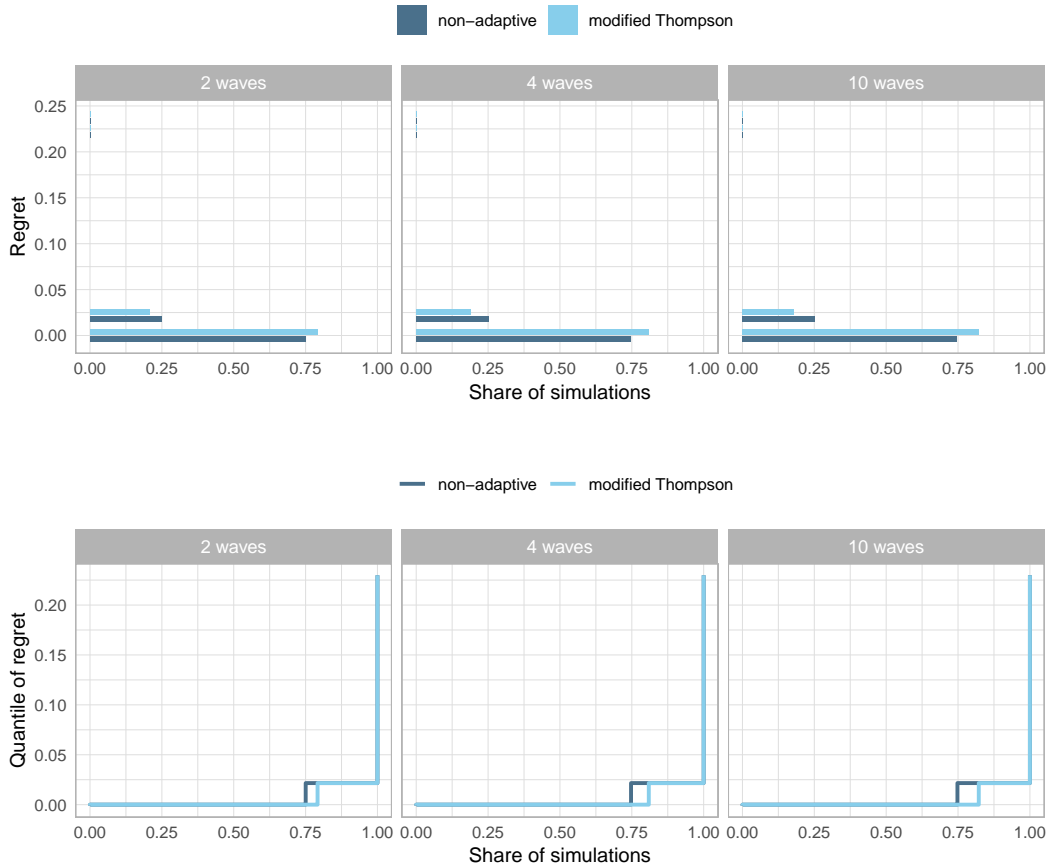 non−adaptive modified Thompson
2 waves 4 waves 10 waves
0.25
0.20
0.15
0.10
0.05
0.00
Regret
0.00 0.25 0.50 0.75 1.00 0.00 0.25 0.50 0.75 1.00 0.00 0.25 0.50 0.75 1.00
Share of simulations
non−adaptive modified Thompson
2 waves 4 waves 10 waves
0.20
0.15
0.10
0.05
0.00
Quantile of regret
0.00 0.25 0.50 0.75 1.00 0.00 0.25 0.50 0.75 1.00 0.00 0.25 0.50 0.75 1.00
Share of simulations